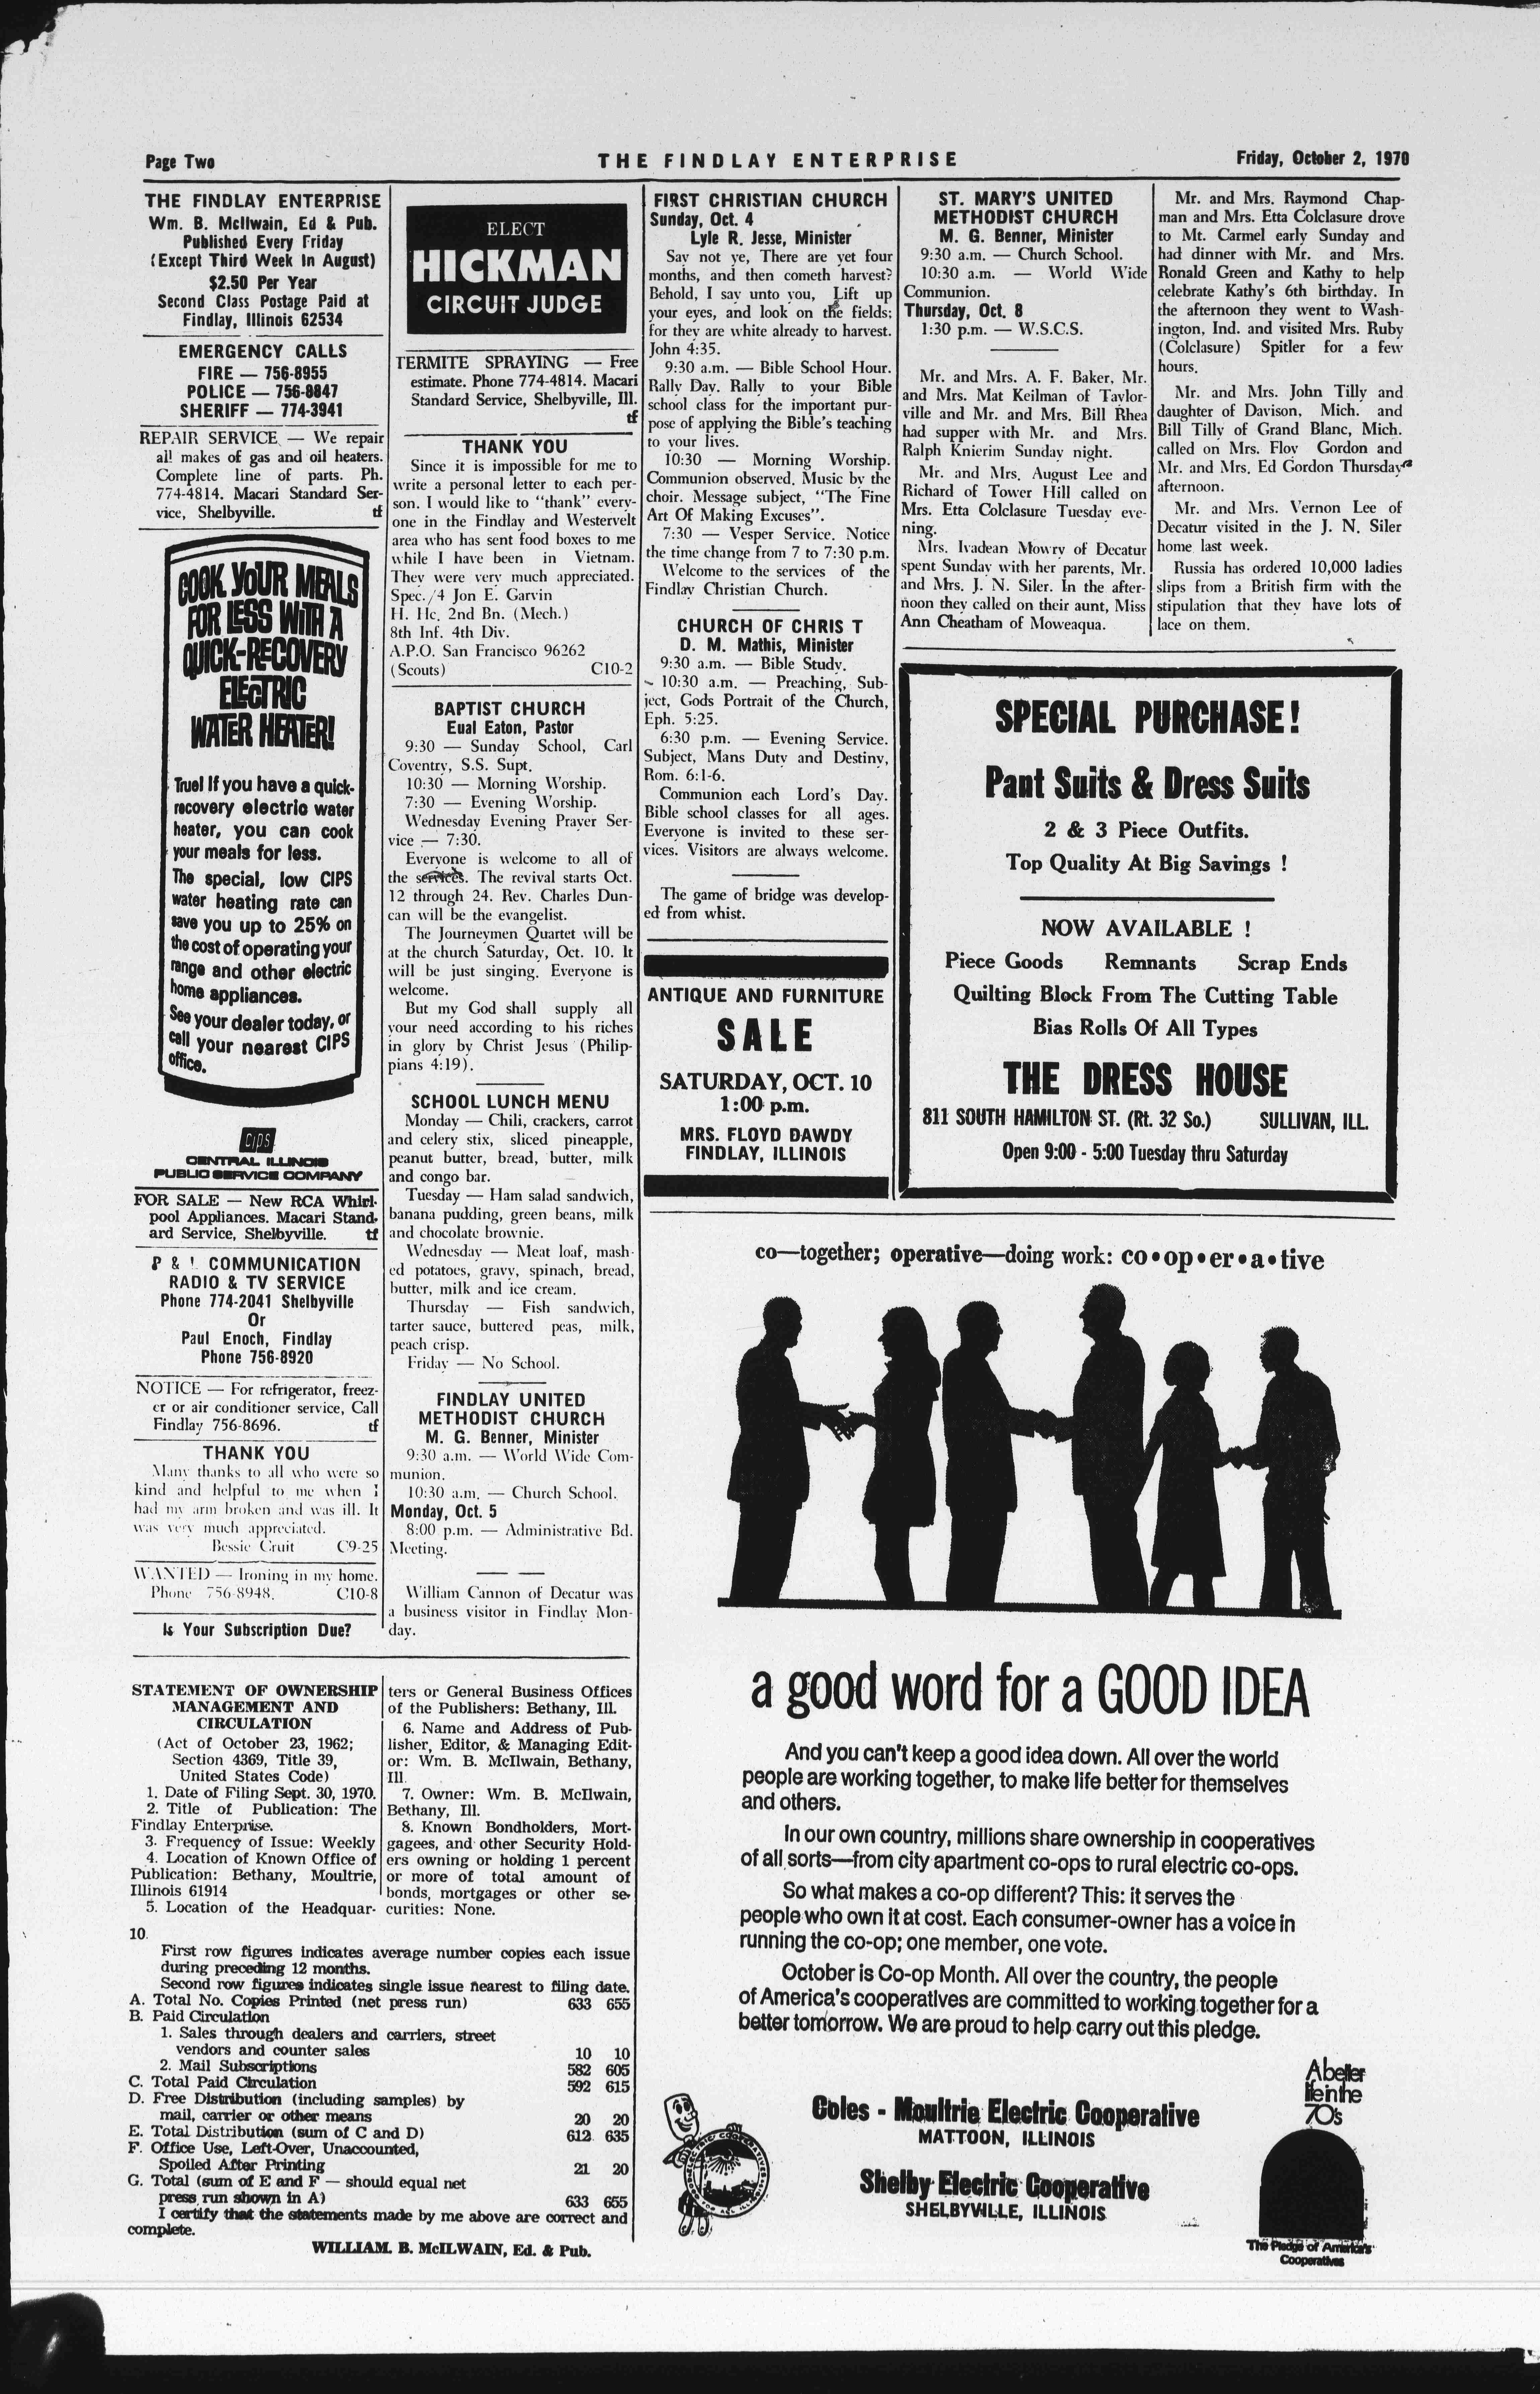 Page Two
THE FINDLAY ENTERPRISE
Friday, October 2, 1970
THE FINDLAY ENTERPRISE
Wm. B. McIlwain, Ed & Pub.
Published Every Friday
(Except Third Week In August)
$2.50 Per Year
Second Class Postage Paid at
Findlay, Illinois 62534
EMERGENCY CALLS
FIRE — 756-8955
POLICE — 756-8847
SHERIFF — 774-3941
REPAIR SERVICE — We repair
all makes of gas and oil heaters.
Complete line of parts. Ph.
774-4814. Macari Standard Ser-
vice, Shelbyville. tf
COOK YOUR MEALS
FOR LESS WITH A
QUICK-RECOVERY
ELECTRIC
WATER HEATER!
True! If you have a quick-
recovery electric water
heater, you can cook
your meals for less.
The special, low CIPS
water heating rate can
save you up to 25% on
the cost of operating your
range and other electric
home appliances.
See your dealer today, or
call your nearest CIPS
office.
CIPS
CENTRAL ILLINOIS
PUBLIC SERVICE COMPANY
FOR SALE — New RCA Whirl-
pool Appliances. Macari Stand-
ard Service, Shelbyville. tf
P & COMMUNICATION
RADIO & TV SERVICE
Phone 774-2041 Shelbyville
Or
Paul Enoch, Findlay
Phone 756-8920
NOTICE — For refrigerator, freez-
er or air conditioner service, Call
Findlay 756-8696. tf
THANK YOU
Many thanks to all who were so
kind and helpful to me when I
had my arm broken and was ill. It
was very much appreciated.
Bessie Cruit C9-25
WANTED — Ironing in my home.
Phone 756-8948. C10-8
Is Your Subscription Due?
ELECT
HICKMAN
CIRCUIT JUDGE
TERMITE SPRAYING — Free
estimate. Phone 774-4814. Macari
Standard Service, Shelbyville, Ill.
tf
THANK YOU
Since it is impossible for me to
write a personal letter to each per-
son. I would like to "thank" every-
one in the Findlay and Westervelt
area who has sent food boxes to me
while I have been in Vietnam.
They were very much appreciated.
Spec./4 Jon E. Garvin
H. Hc. 2nd Bn. (Mech.)
8th Inf. 4th Div.
A.P.O. San Francisco 96262
(Scouts) C10-2
BAPTIST CHURCH
Eual Eaton, Pastor
9:30 — Sunday School, Carl
Coventry, S.S. Supt.
10:30 — Morning Worship.
7:30 — Evening Worship.
Wednesday Evening Prayer Ser-
vice — 7:30.
Everyone is welcome to all of
the services. The revival starts Oct.
12 through 24. Rev. Charles Dun-
can will be the evangelist.
The Journeymen Quartet will be
at the church Saturday, Oct. 10. It
will be just singing. Everyone is
welcome.
But my God shall supply all
your need according to his riches
in glory by Christ Jesus (Philip-
pians 4:19).
SCHOOL LUNCH MENU
Monday — Chili, crackers, carrot
and celery stix, sliced pineapple,
peanut butter, bread, butter, milk
and congo bar.
Tuesday — Ham salad sandwich,
banana pudding, green beans, milk
and chocolate brownie.
Wednesday — Meat loaf, mash-
ed potatoes, gravy, spinach, bread,
butter, milk and ice cream.
Thursday — Fish sandwich,
tarter sauce, buttered peas, milk,
peach crisp.
Friday — No School.
FINDLAY UNITED
METHODIST CHURCH
M. G. Benner, Minister
9:30 a.m. — World Wide Com-
munion.
10:30 a.m. — Church School.
Monday, Oct. 5
8:00 p.m. — Administrative Bd.
Meeting.
William Cannon of Decatur was
a business visitor in Findlay Mon-
day.
FIRST CHRISTIAN CHURCH
Sunday, Oct. 4
Lyle R. Jesse, Minister
Say not ye, There are yet four
months, and then cometh harvest?
Behold, I say unto you, Lift up
your eyes, and look on the fields;
for they are white already to harvest.
John 4:35.
9:30 a.m. — Bible School Hour.
Rally Day. Rally to your Bible
school class for the important pur-
pose of applying the Bible's teaching
to your lives.
10:30 — Morning Worship.
Communion observed. Music by the
choir. Message subject, "The Fine
Art Of Making Excuses".
7:30 — Vesper Service. Notice
the time change from 7 to 7:30 p.m.
Welcome to the services of the
Findlay Christian Church.
CHURCH OF CHRIS T
D. M. Mathis, Minister
9:30 a.m. — Bible Study.
10:30 a.m. — Preaching, Sub-
ject, Gods Portrait of the Church,
Eph. 5:25.
6:30 p.m. — Evening Service.
Subject, Mans Duty and Destiny,
Rom. 6:1-6.
Communion each Lord's Day.
Bible school classes for all ages.
Everyone is invited to these ser-
vices. Visitors are always welcome.
The game of bridge was develop-
ed from whist.
ANTIQUE AND FURNITURE
SALE
SATURDAY, OCT. 10
1:00 p.m.
MRS. FLOYD DAWDY
FINDLAY, ILLINOIS
ST. MARY'S UNITED
METHODIST CHURCH
M. G. Benner, Minister
9:30 a.m. — Church School.
10:30 a.m. — World Wide
Communion.
Thursday, Oct. 8
1:30 p.m. — W.S.C.S.
Mr. and Mrs. A. F. Baker, Mr.
and Mrs. Mat Keilman of Taylor-
ville and Mr. and Mrs. Bill Rhea
had supper with Mr. and Mrs.
Ralph Knierim Sunday night.
Mr. and Mrs. August Lee and
Richard of Tower Hill called on
Mrs. Etta Colclasure Tuesday eve-
ning.
Mrs. Ivadean Mowry of Decatur
spent Sunday with her parents, Mr.
and Mrs. J. N. Siler. In the after-
noon they called on their aunt, Miss
Ann Cheatham of Moweaqua.
Mr. and Mrs. Raymond Chap-
man and Mrs. Etta Colclasure drove
to Mt. Carmel early Sunday and
had dinner with Mr. and Mrs.
Ronald Green and Kathy to help
celebrate Kathy's 6th birthday. In
the afternoon they went to Wash-
ington, Ind. and visited Mrs. Ruby
(Colclasure) Spitler for a few
hours.
Mr. and Mrs. John Tilly and
daughter of Davison, Mich. and
Bill Tilly of Grand Blanc, Mich.
called on Mrs. Floy Gordon and
Mr. and Mrs. Ed Gordon Thursday
afternoon.
Mr. and Mrs. Vernon Lee of
Decatur visited in the J. N. Siler
home last week.
Russia has ordered 10,000 ladies
slips from a British firm with the
stipulation that they have lots of
lace on them.
SPECIAL PURCHASE!
Pant Suits & Dress Suits
2 & 3 Piece Outfits.
Top Quality At Big Savings !
NOW AVAILABLE !
Piece Goods Remnants Scrap Ends
Quilting Block From The Cutting Table
Bias Rolls Of All Types
THE DRESS HOUSE
811 SOUTH HAMILTON ST. (Rt. 32 So.) SULLIVAN, ILL.
Open 9:00 - 5:00 Tuesday thru Saturday
STATEMENT OF OWNERSHIP
MANAGEMENT AND
CIRCULATION
(Act of October 23, 1962;
Section 4369, Title 39,
United States Code)
1. Date of Filing Sept. 30, 1970.
2. Title of Publication: The
Findlay Enterprise.
3. Frequency of Issue: Weekly
4. Location of Known Office of
Publication: Bethany, Moultrie,
Illinois 61914
5. Location of the Headquar-
ters or General Business Offices
of the Publishers: Bethany, Ill.
6. Name and Address of Pub-
lisher, Editor, & Managing Edit-
or: Wm. B. McIlwain, Bethany,
Ill.
7. Owner: Wm. B. McIlwain,
Bethany, Ill.
8. Known Bondholders, Mort-
gagees, and other Security Hold-
ers owning or holding 1 percent
or more of total amount of
bonds, mortgages or other se-
curities: None.
10.
First row figures indicates average number copies each issue
during preceding 12 months.
Second row figures indicates single issue nearest to filing date.
A. Total No. Copies Printed (net press run) 633 655
B. Paid Circulation
1. Sales through dealers and carriers, street
vendors and counter sales 10 10
2. Mail Subscriptions 582 605
C. Total Paid Circulation 592 615
D. Free Distribution (including samples) by
mail, carrier or other means 20 20
E. Total Distribution (sum of C and D) 612 635
F. Office Use, Left-Over, Unaccounted,
Spoiled After Printing 21 20
G. Total (sum of E and F — should equal net
press run shown in A) 633 655
I certify that the statements made by me above are correct and
complete.
WILLIAM. B. McILWAIN, Ed. & Pub.
co—together; operative—doing work: co•op•er•a•tive
a good word for a GOOD IDEA
And you can't keep a good idea down. All over the world
people are working together, to make life better for themselves
and others.
In our own country, millions share ownership in cooperatives
of all sorts—from city apartment co-ops to rural electric co-ops.
So what makes a co-op different? This: it serves the
people who own it at cost. Each consumer-owner has a voice in
running the co-op; one member, one vote.
October is Co-op Month. All over the country, the people
of America's cooperatives are committed to working together for a
better tomorrow. We are proud to help carry out this pledge.
Coles - Moultrie Electric Cooperative
MATTOON, ILLINOIS
Shelby Electric Cooperative
SHELBYVILLE, ILLINOIS
A better
life in the
70's
The Pledge of America's
Cooperatives